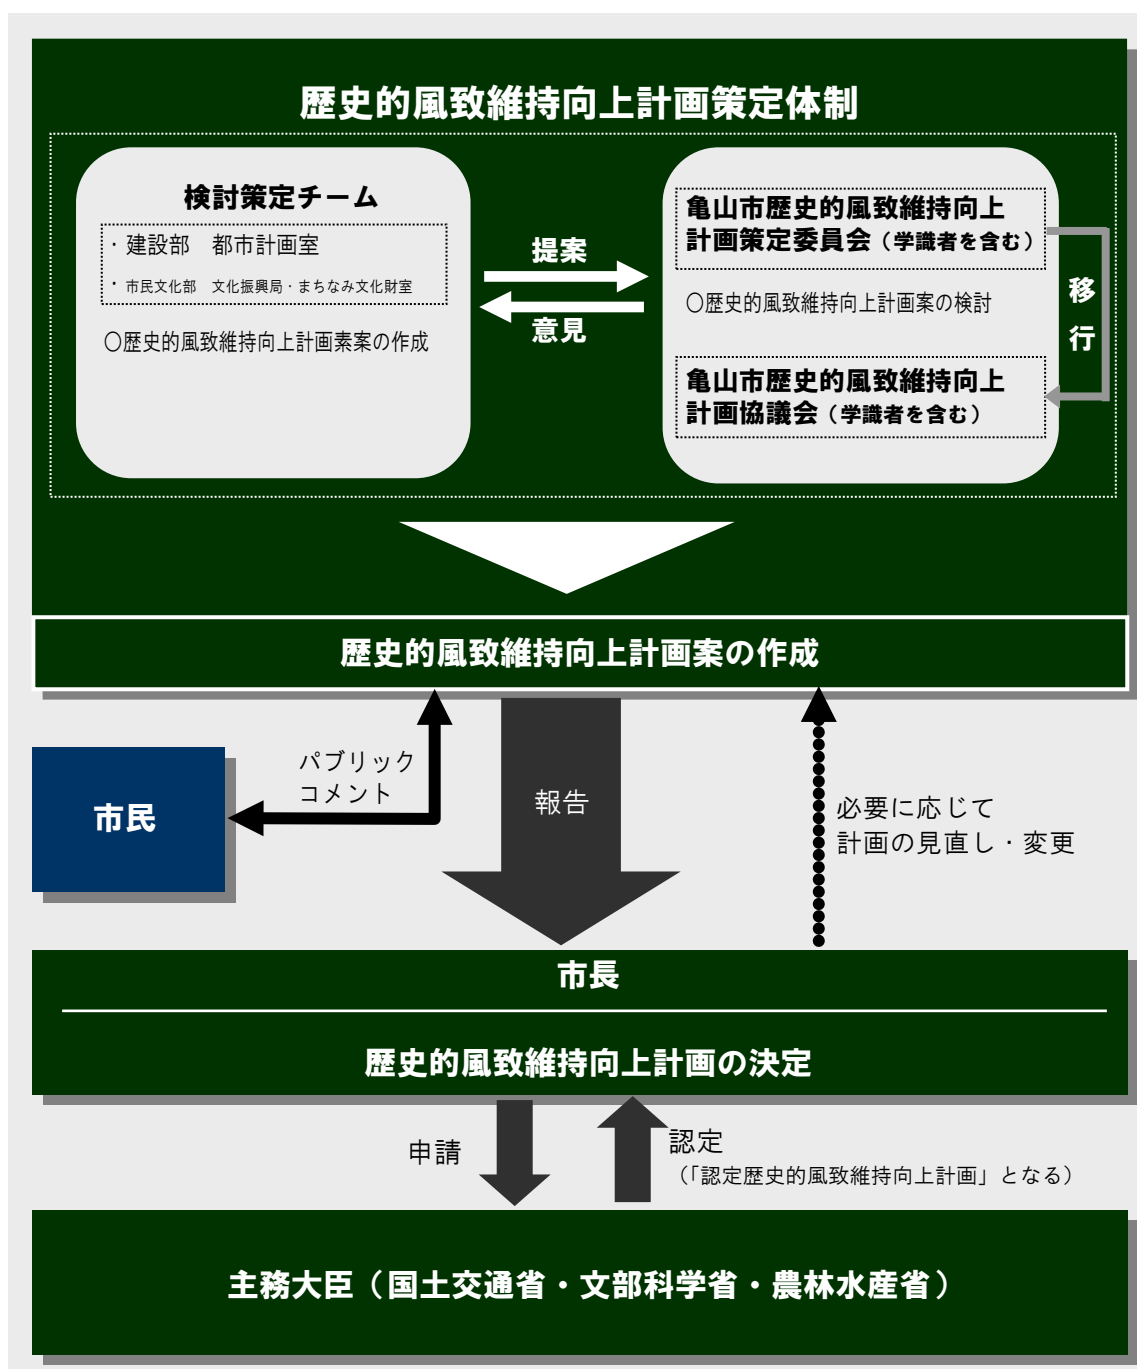 歴史的風致維持向上計画策定体制
検討策定チーム
・建設部　都市計画室
・市民文化部　文化振興局・まちなみ文化財室
〇歴史的風致維持向上計画素案の作成
提案
意見
亀山市歴史的風致維持向上
計画策定委員会（学識者を含む）
〇歴史的風致維持向上計画案の検討
亀山市歴史的風致維持向上
計画協議会（学識者を含む）
移
行
歴史的風致維持向上計画案の作成
市民
パブリック
コメント
報告
必要に応じて
計画の見直し・変更
市長
歴史的風致維持向上計画の決定
申請
認定
（「認定歴史的風致維持向上計画」となる）
主務大臣（国土交通省・文部科学省・農林水産省）